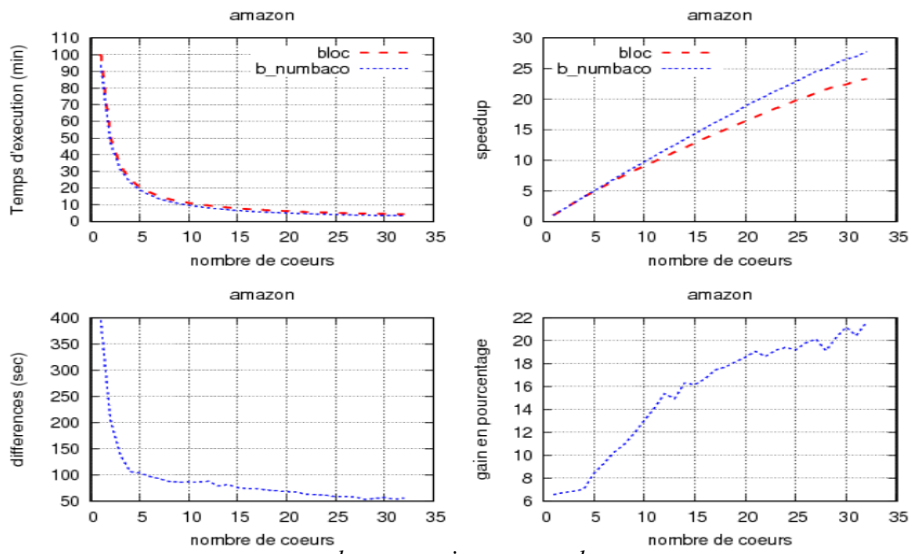 amazon
Temps d'execution (min)
110
100
90
80
70
60
50
40
30
20
10
0
bloc
b_numbaco
0 5 10 15 20 25 30 35
nombre de coeurs
amazon
speedup
30
25
20
15
10
5
0
bloc
b_numbaco
0 5 10 15 20 25 30 35
nombre de coeurs
amazon
differences (sec)
400
350
300
250
200
150
100
50
0 5 10 15 20 25 30 35
nombre de coeurs
amazon
gain en pourcentage
22
20
18
16
14
12
10
8
6
0 5 10 15 20 25 30 35
nombre de coeurs